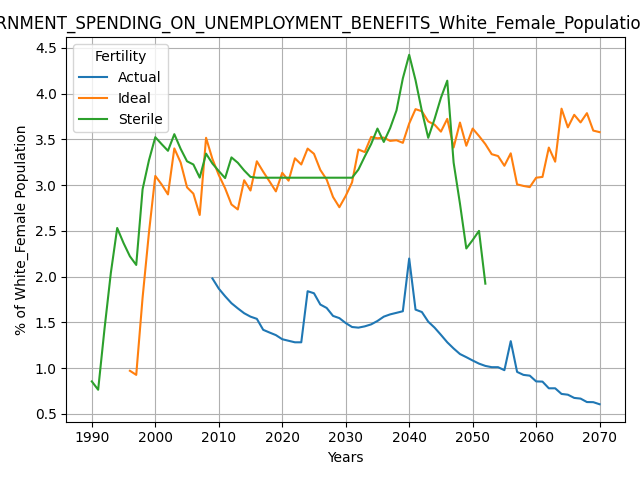 RNMENT_SPENDING_ON_UNEMPLOYMENT_BENEFITS_White_Female_Populatio
Fertility
Actual
Ideal
Sterile
% of White_Female Population
4.5
4.0
3.5
3.0
2.5
2.0
1.5
1.0
0.5
1990 2000 2010 2020 2030 2040 2050 2060 2070
Years